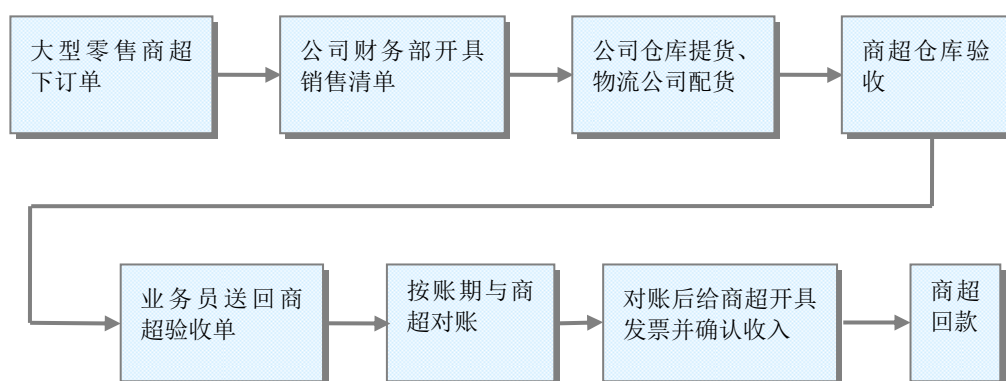 大型零售商超
下订单
公司财务部开具
销售清单
公司仓库提货、
物流公司配货
商超仓库验
收
业务员送回商
超验收单
按账期与商
超对账
对账后给商超开具
发票并确认收入
商超
回款